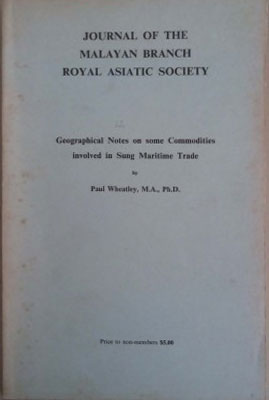 JOURNAL OF THE
MALAYAN BRANCH
ROYAL ASIATIC SOCIETY
Geographical Notes on some Commodities
involved in Sung Maritime Trade
by
Paul Wheatley, M.A., Ph.D.
Price to non-members $5.00